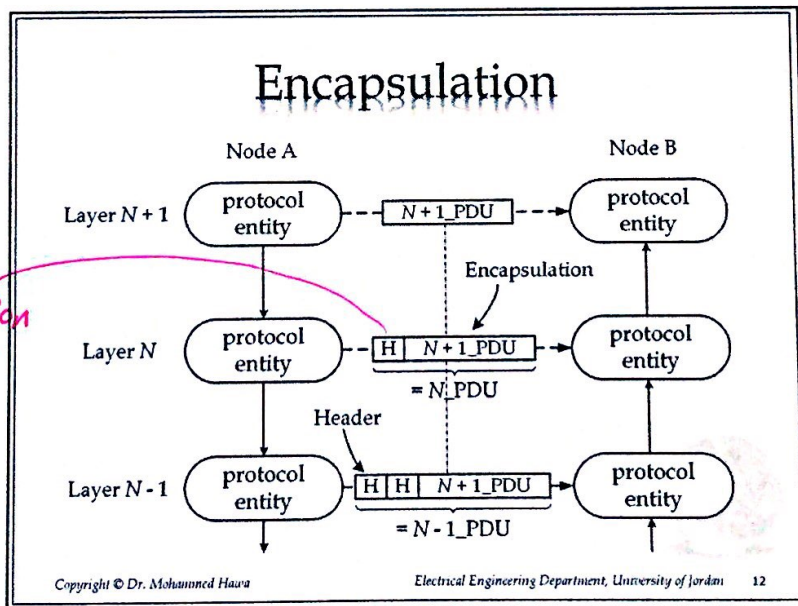 Encapsulation
Node A
Node B
Layer N + 1
protocol entity
N + 1_PDU
protocol entity
Encapsulation
on
Layer N
protocol entity
H
N + 1_PDU
protocol entity
= N_PDU
Header
Layer N - 1
protocol entity
H
H
N + 1_PDU
protocol entity
= N - 1_PDU
Copyright © Dr. Mohammed Hawa
Electrical Engineering Department, University of Jordan
12